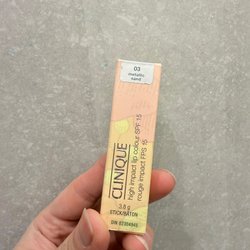 03
metallic
sand
CLINIQUE
high impact lip colour SPF 15
rouge impact FPS 15
3.8 g
STICK/BÂTON